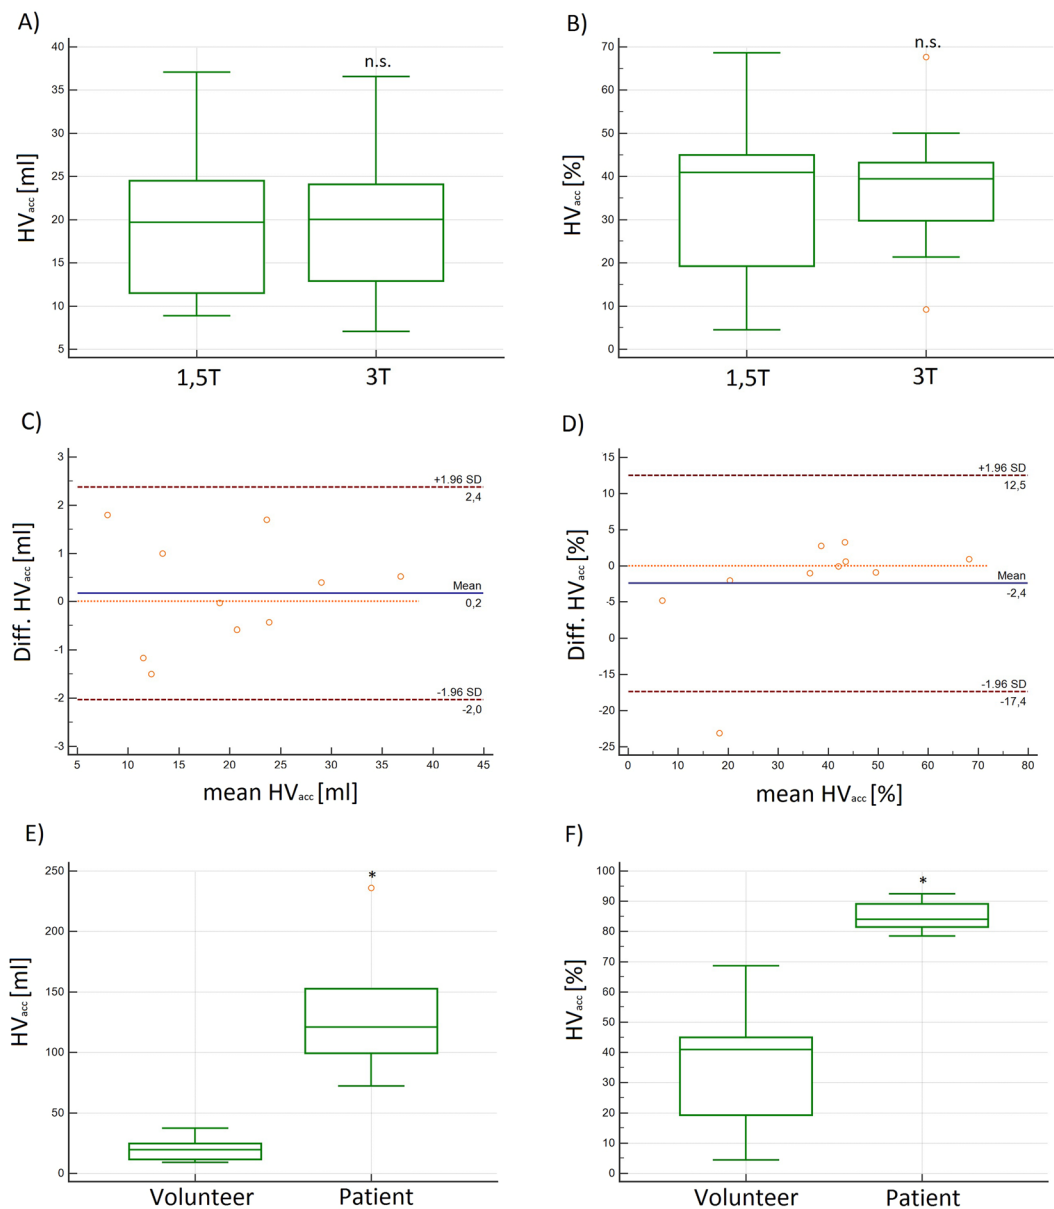 A)
HVacc [ml]
40
35
30
25
20
15
10
5
n.s.
1,5T 3T
B)
HVacc [%]
70
60
50
40
30
20
10
0
n.s.
1,5T 3T
C)
Diff. HVacc [ml]
3
2
1
0
-1
-2
-3
+1.96 SD
2,4
Mean
0,2
-1.96 SD
-2,0
5 10 15 20 25 30 35 40 45
mean HVacc [ml]
D)
Diff. HVacc [%]
15
10
5
0
-5
0
-15
-20
-25
+1.96 SD
12,5
Mean
-2,4
-1.96 SD
-17,4
0 10 20 30 40 50 60 70 80
mean HVacc [%]
E)
HVacc [ml]
250
200
150
100
50
0
*
Volunteer Patient
F)
HVacc [%]
100
90
80
70
60
50
40
30
20
10
0
*
Volunteer Patient